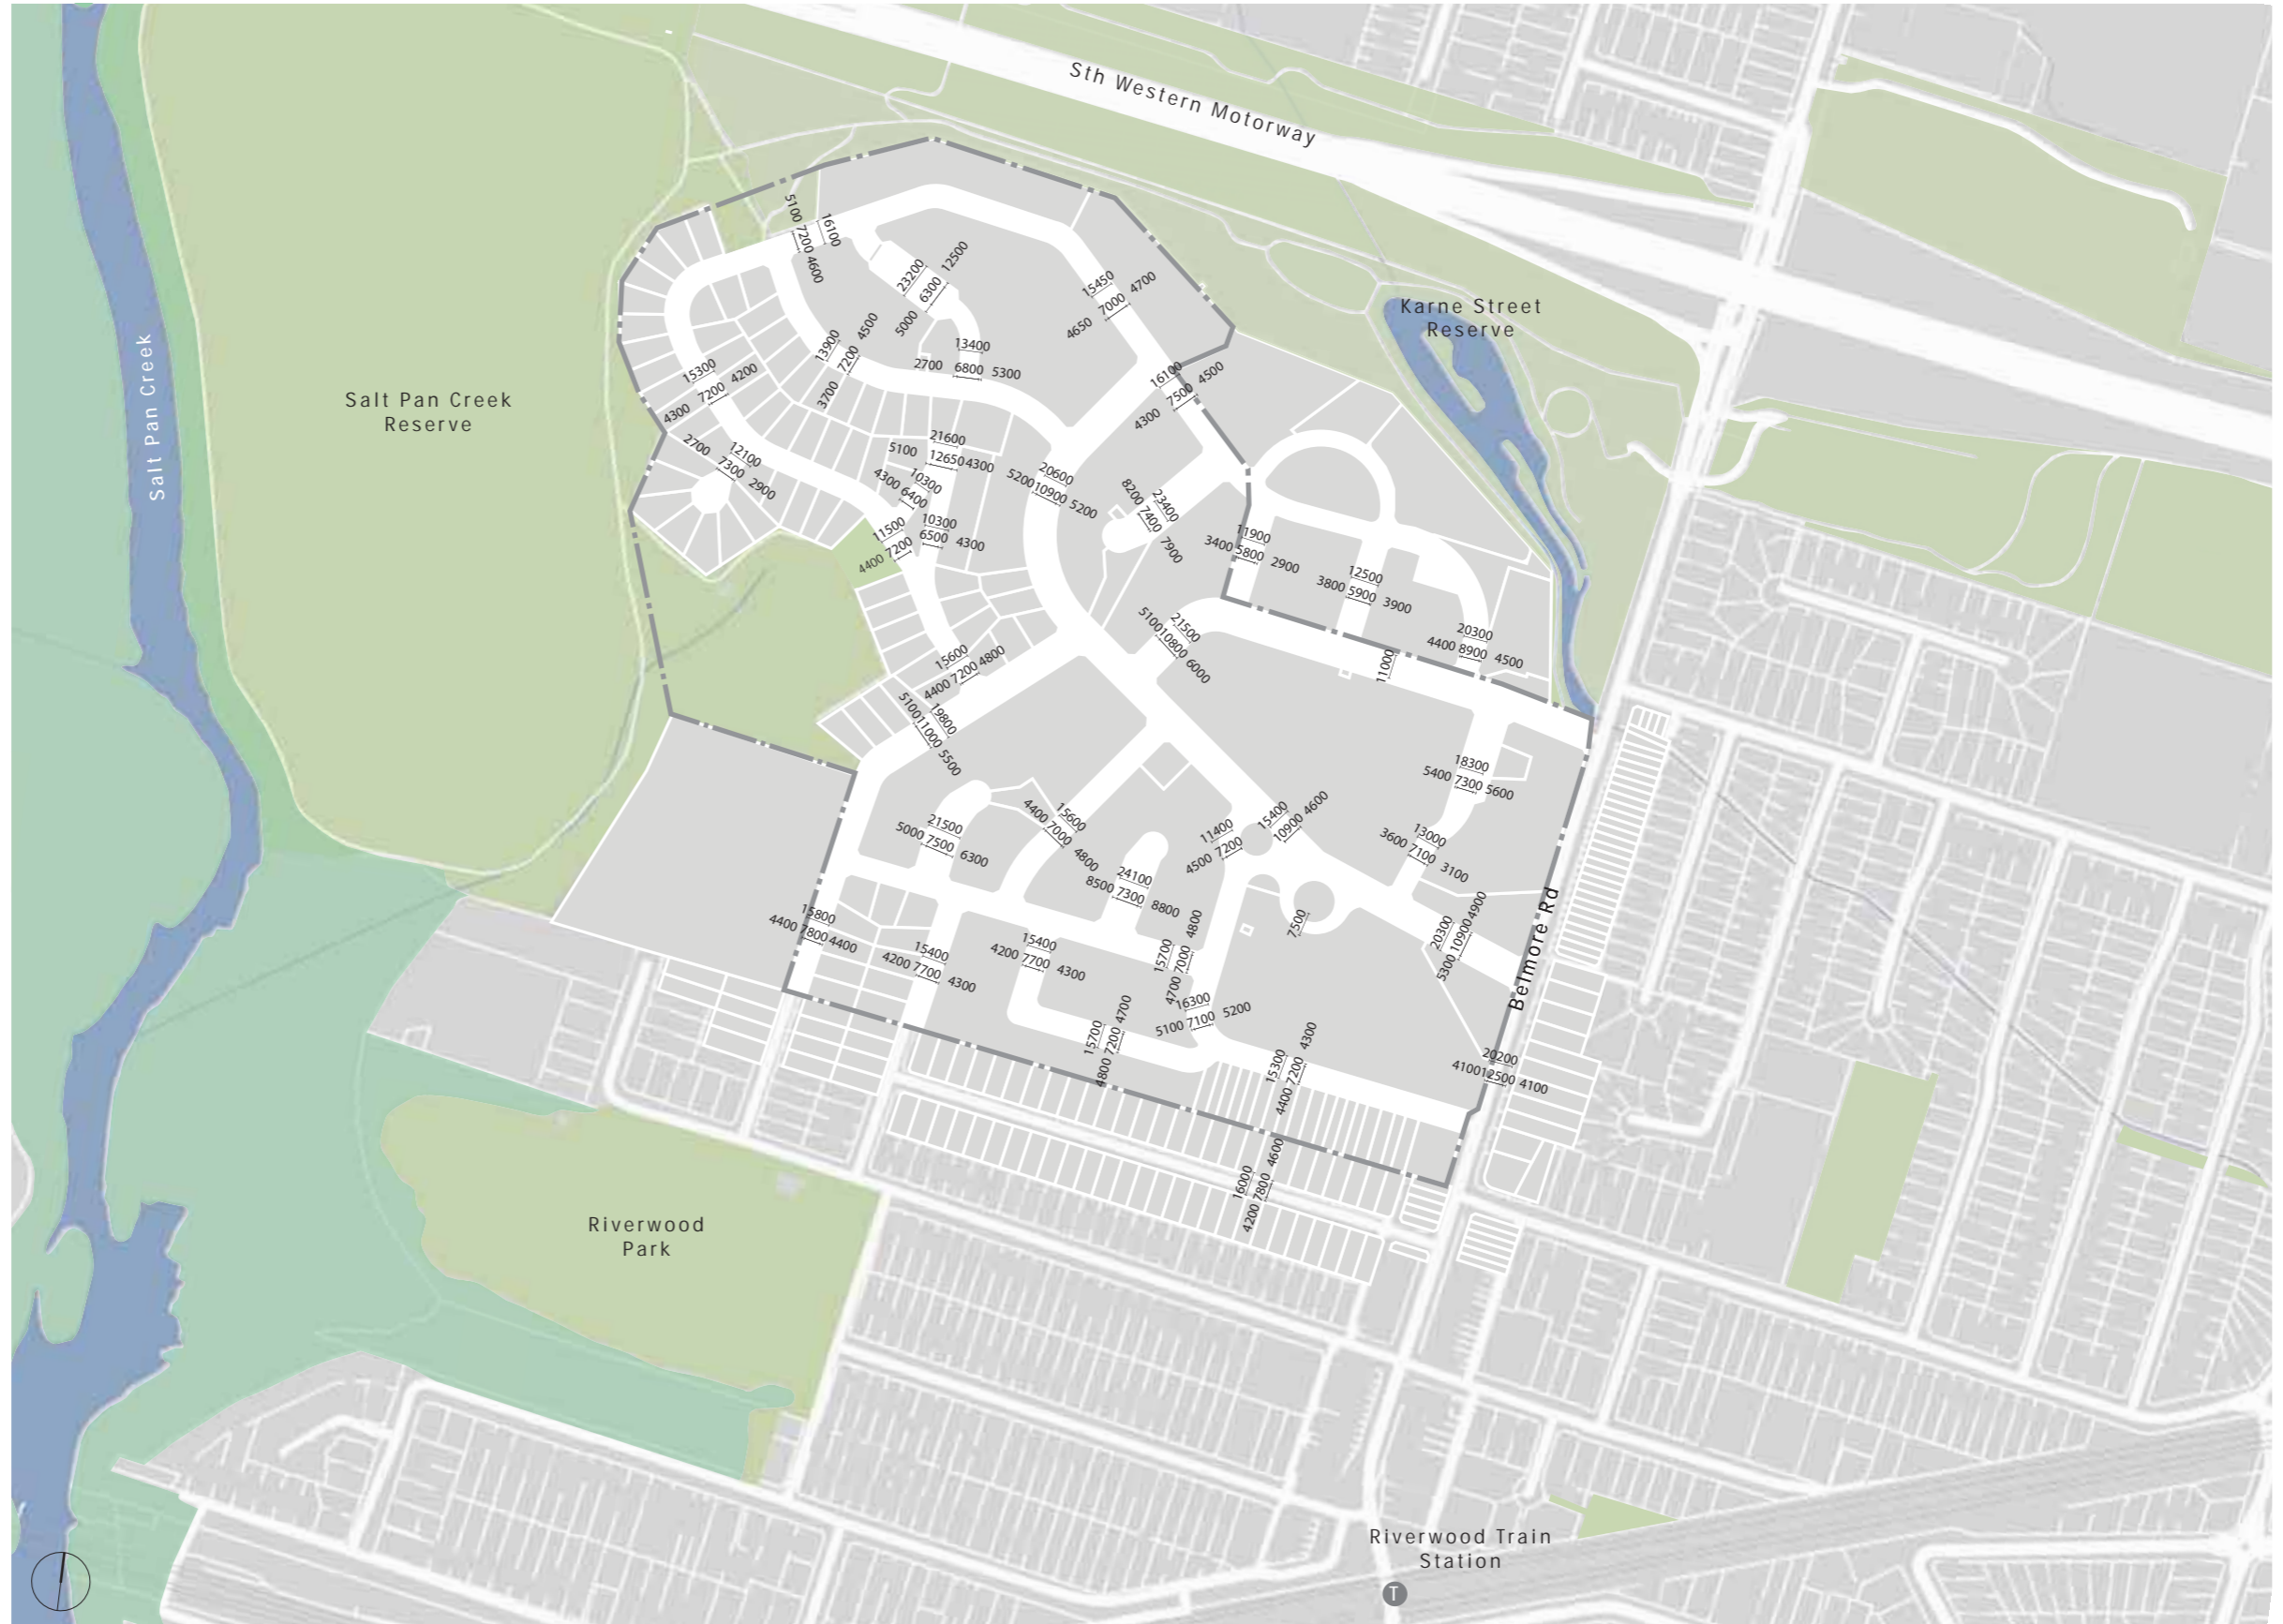 Sth Western Motorway
Salt Pan Creek
Salt Pan Creek
Reserve
Karne Street
Reserve
Belmore Rd
Riverwood
Park
Riverwood Train
Station
T
5100 7200 4600
16100
23200
5000 6300 12500
15450
4650 7000 4700
13900
3700 7200 4500
13400
2700 6800 5300
15300
4300 7200 4200
16100
4300 7500 4500
12100
2700 7300 2900
21600
5100 12650 4300
10300
4300 6400
20600
5200 10900 5200
23400
8200 7400 7900
11500
4400 7200
10300
6500 4300
11900
3400 5800 2900
12500
3800 5900 3900
20300
4400 8900 4500
21500
5100 10800 6000
11000
15600
4400 7200 4800
19800
5100 11000 5500
18300
5400 7300 5600
21500
5000 7500 6300
15600
4400 7000 4800
11400
4500 7200
15400
10900 4600
13000
3600 7100 3100
24100
8500 7300 8800
7500
20300
5300 10900 4900
15800
4400 7800 4400
15400
4200 7700 4300
15400
4200 7700 4300
15700
4700 7000 4800
16300
5100 7100 5200
15700
4800 7200 4700
15300
4400 7200 4300
20200
4100 12500 4100
16000
4200 7800 4600